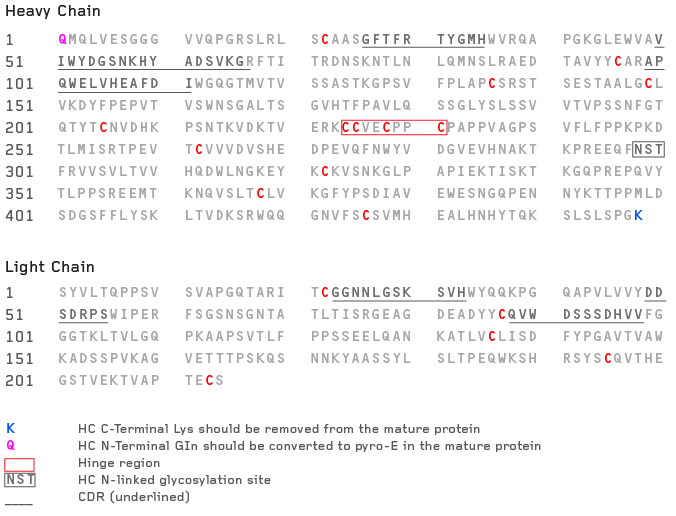 Heavy Chain
1 QMQLVESGGG VVQPGRSLRL SCAASGFTFR TYGMHWVRQA PGKGLEWVAV
51 IWYDGSNKHY ADSVKGRFTI TRDNSKNTLN LQMNSLRAED TAVYYCARAP
101 QWELVHEAFD IWGQGTMVTV SSASTKGPSV FPLAPCSRST SESTAALGCL
151 VKDYFPEPVT VSWNSGALTS GVHTFPAVLQ SSGLYSLSSV VTVPSSNFGT
201 QTYTCNVDHK PSNTKVDKTV ERKCCVECPP CPAPPVAGPS VFLFPPKPKD
251 TLMISRTPEV TCVVVDVSHE DPEVQFNWYV DGVEVHNAKT KPREEQFNST
301 FRVVSVLTVV HQDWLNGKEY KCKVSNKGLP APIEKTISKT KGQPREPQVY
351 TLPPSREEMT KNQVSLTCLV KGFYPSDIAV EWESNGQPEN NYKTTPPMLD
401 SDGSFFLYSK LTVDKSRWQQ GNVFSCSVMH EALHNHYTQK SLSLSPGK
Light Chain
1 SYVLTQPPSV SVAPGQTARI TCGGNNLGSK SVHWYQQKPG QAPVLVVYDD
51 SDRPSWIPER FSGSNSGNTA TLTISRGEAG DEADYYCQVW DSSSDHVVFG
101 GGTKLTVLGQ PKAAPSVTLF PPSSEELQAN KATLVCLISD FYPGAVTVAW
151 KADSSPVKAG VETTTPSKQS NNKYAASSYL SLTPEQWKSH RSYSCQVTHE
201 GSTVEKTVAP TECS
K HC C-Terminal Lys should be removed from the mature protein
Q HC N-Terminal GIn should be converted to pyro-E in the mature protein
Hinge region
NST HC N-linked glycosylation site
CDR (underlined)